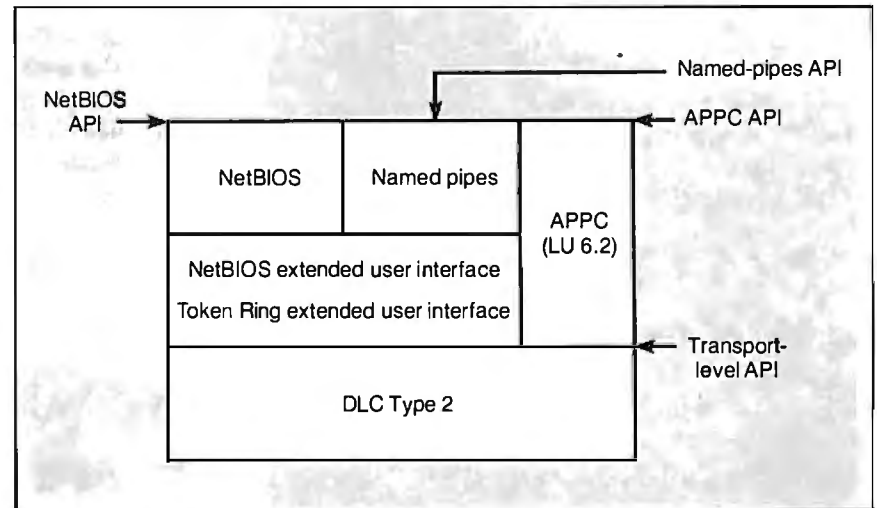 Named-pipes API
NetBIOS
API
APPC API
NetBIOS
Named pipes
APPC
(LU 6.2)
NetBIOS extended user interface
Token Ring extended user interface
Transport-
level API
DLC Type 2